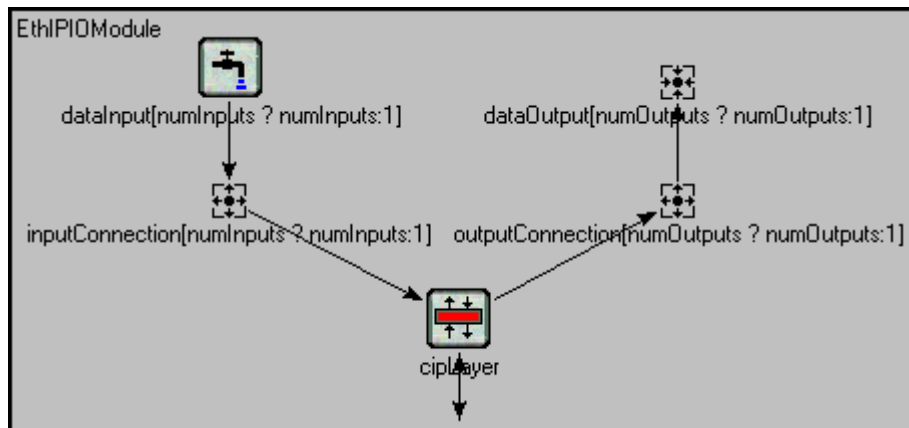 EthIPIOModule
dataInput[numInputs ? numInputs:1]
dataOutput[numOutputs ? numOutputs:1]
inputConnection[numInputs ? numInputs:1]
outputConnection[numOutputs ? numOutputs:1]
cipLayer